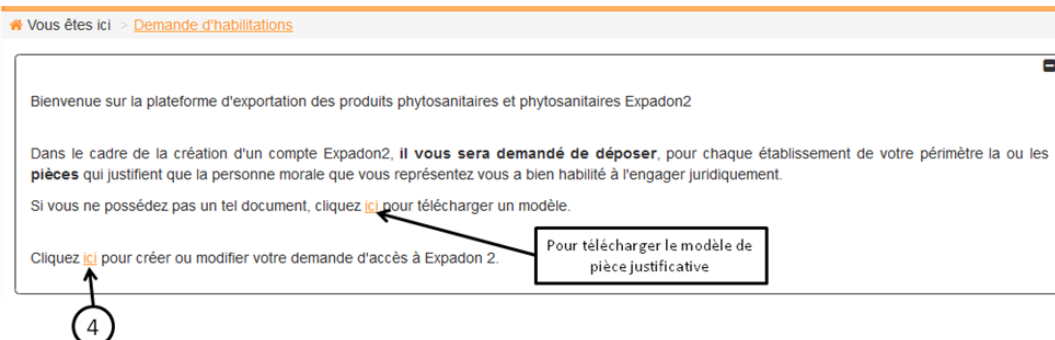 Vous êtes ici > Demande d'habilitations
Bienvenue sur la plateforme d'exportation des produits phytosanitaires et phytosanitaires Expadon2
Dans le cadre de la création d'un compte Expadon2, il vous sera demandé de déposer, pour chaque établissement de votre périmètre la ou les
pièces qui justifient que la personne morale que vous représentez vous a bien habilité à l'engager juridiquement.
Si vous ne possédez pas un tel document, cliquez ici pour télécharger un modèle.
Pour télécharger le modèle de
pièce justificative
Cliquez ici pour créer ou modifier votre demande d'accès à Expadon 2.
4